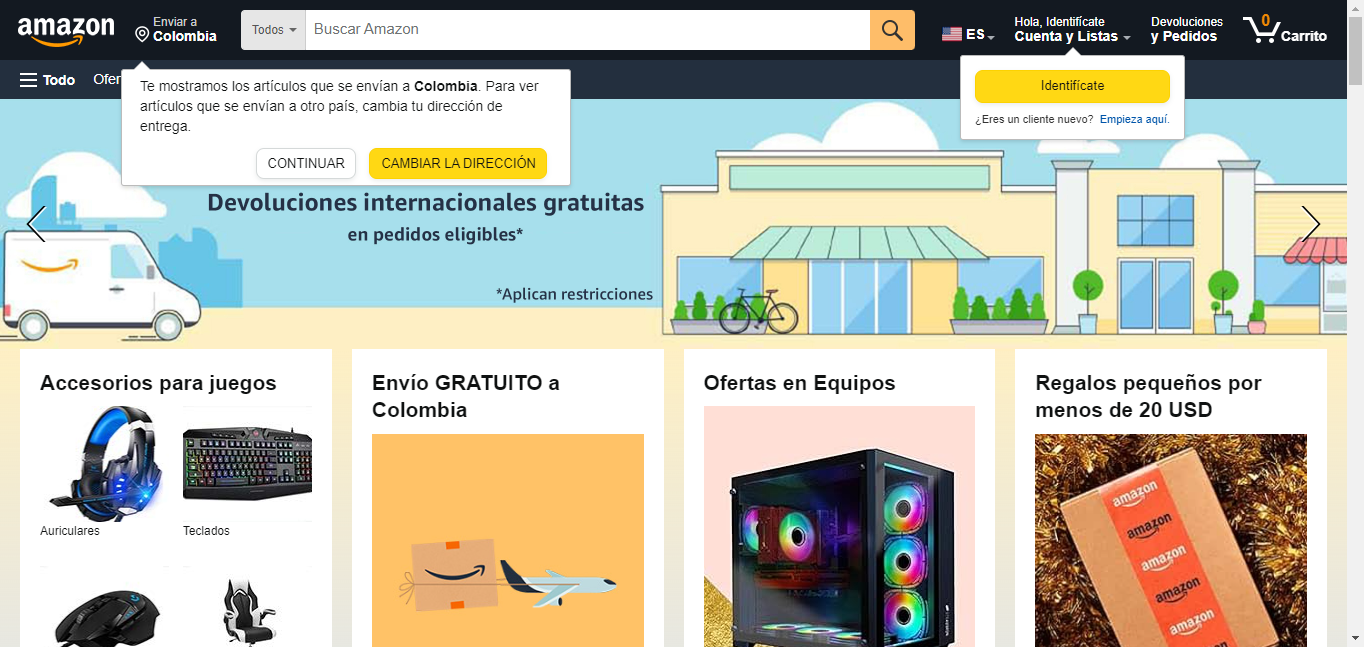 amazon
Enviar a
Colombia
Todos
Buscar Amazon
ES
Hola, Identifícate
Cuenta y Listas
Devoluciones
y Pedidos
0
Carrito
Todo
Te mostramos los artículos que se envían a Colombia. Para ver
artículos que se envían a otro país, cambia tu dirección de
entrega.
CONTINUAR
CAMBIAR LA DIRECCIÓN
Identifícate
¿Eres un cliente nuevo? Empieza aquí.
Devoluciones internacionales gratuitas
en pedidos eligibles*
*Aplican restricciones
Accesorios para juegos
Auriculares
Teclados
Envío GRATUITO a
Colombia
Ofertas en Equipos
Regalos pequeños por
menos de 20 USD
amazon
amazon
amazon
amazon
amazon